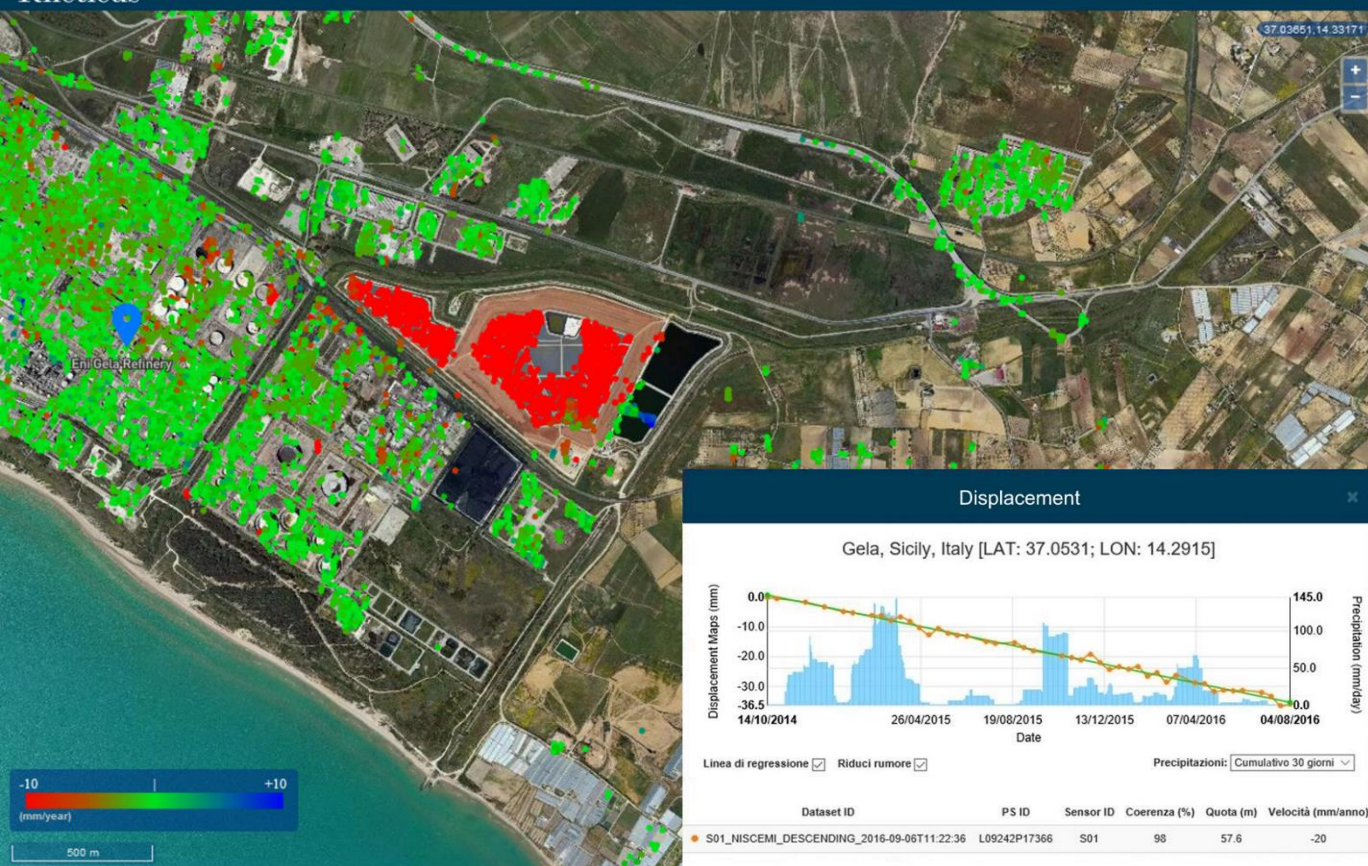 37.03651,14.33171
+
−
Eni Gela Refinery
-10 | +10
(mm/year)
500 m
Displacement
×
Gela, Sicily, Italy [LAT: 37.0531; LON: 14.2915]
Displacement Maps (mm)
0.0
-10.0
-20.0
-30.0
-36.5
145.0
100.0
50.0
0.0
Precipitation (mm/day)
14/10/2014 26/04/2015 19/08/2015 13/12/2015 07/04/2016 04/08/2016
Date
Linea di regressione Riduci rumore Precipitazioni: Cumulativo 30 giorni
Dataset ID PS ID Sensor ID Coerenza (%) Quota (m) Velocità (mm/anno)
S01_NISCEMI_DESCENDING_2016-09-06T11:22:36 L09242P17366 S01 98 57.6 -20